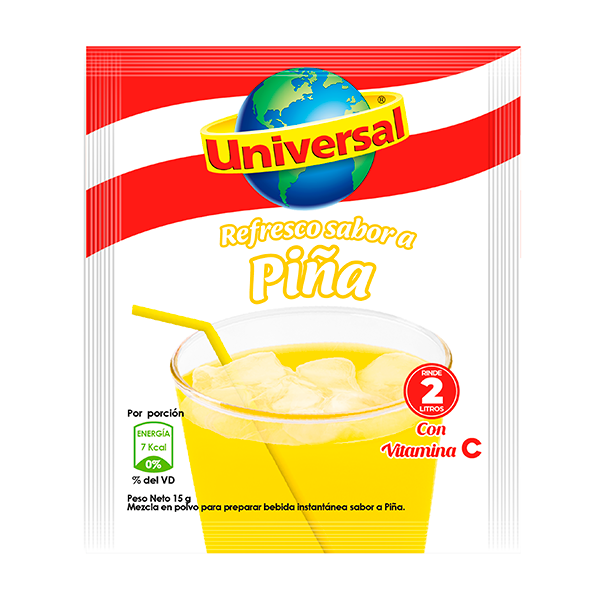 Universal
®
Refresco sabor a
Piña
RINDE
2
LITROS
Con
Vitamina C
Por porción
ENERGÍA
7 Kcal
0%
% del VD
Peso Neto 15 g
Mezcla en polvo para preparar bebida instantánea sabor a Piña.